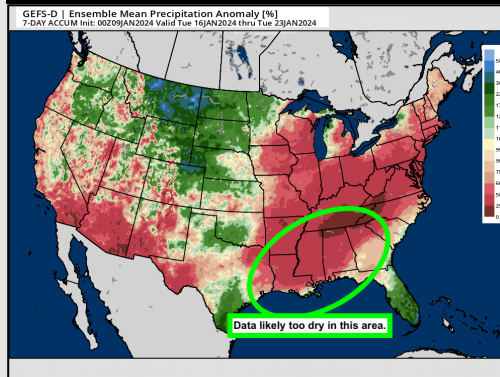 GEFS-D | Ensemble Mean Precipitation Anomaly [%]
7-DAY ACCUM Init: 00Z09JAN2024 Valid Tue 16JAN2024 thru Tue 23JAN2024
Data likely too dry in this area.